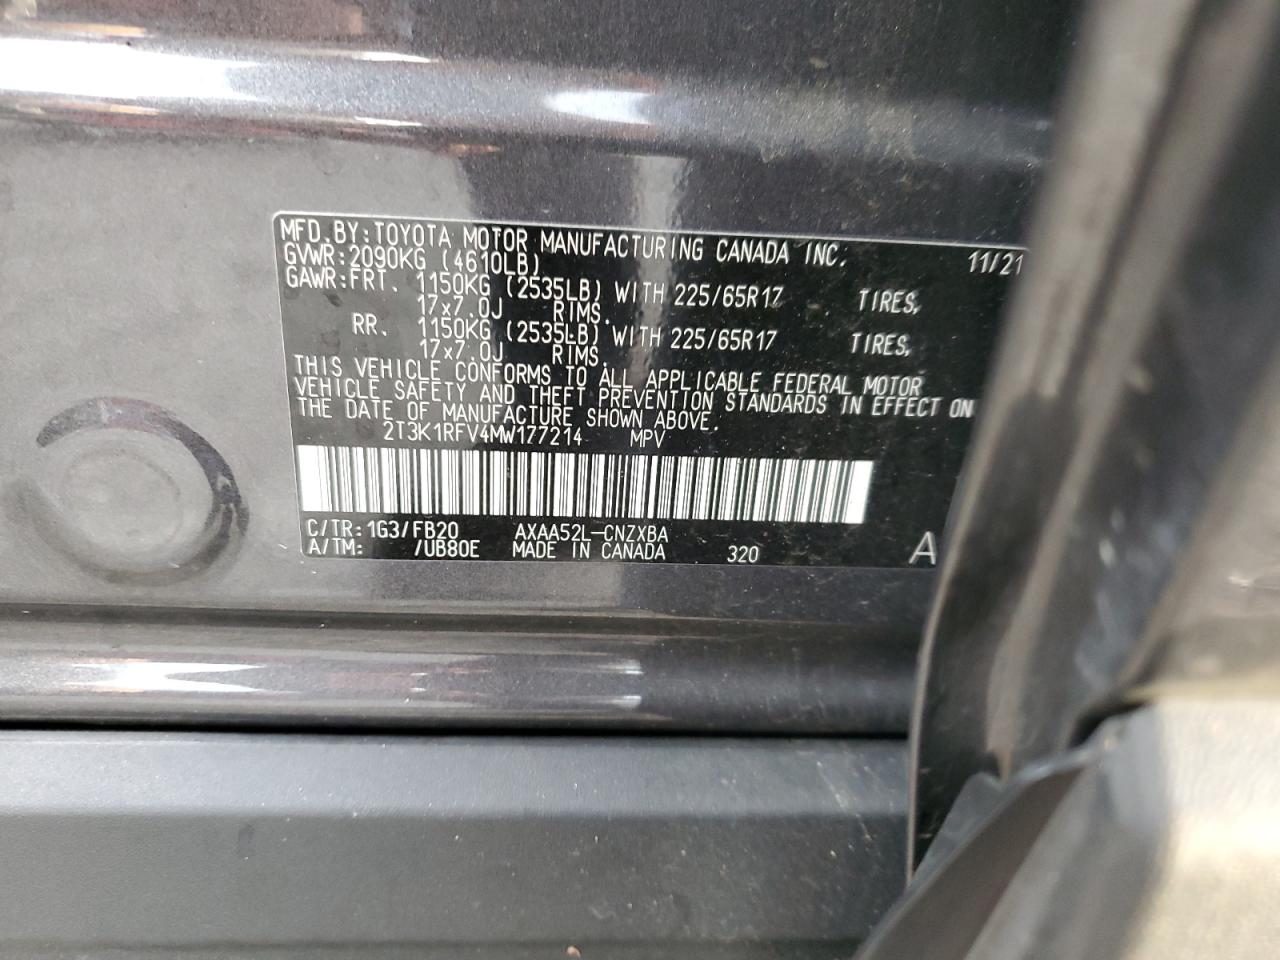 MFD. BY: TOYOTA MOTOR MANUFACTURING CANADA INC. 11/21
GVWR: 2090KG (4610LB)
GAWR: FRT. 1150KG (2535LB) WITH 225/65R17 TIRES,
17x7.0J RIMS.
RR. 1150KG (2535LB) WITH 225/65R17 TIRES,
17x7.0J RIMS.
THIS VEHICLE CONFORMS TO ALL APPLICABLE FEDERAL MOTOR
VEHICLE SAFETY AND THEFT PREVENTION STANDARDS IN EFFECT ON
THE DATE OF MANUFACTURE SHOWN ABOVE.
2T3K1RFV4MW177214 MPV
C/TR: 1G3/FB20 AXAA52L-CNZXBA
A/TM: /UB80E MADE IN CANADA 320 A